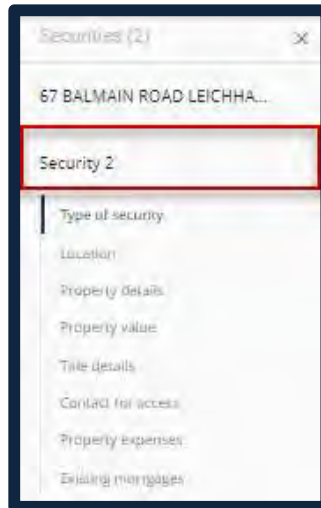 Securities (2)
67 BALMAIN ROAD LEICHHA...
Security 2
Type of security
Location
Property details
Property value
Title details
Contact for access
Property expenses
Existing mortgages